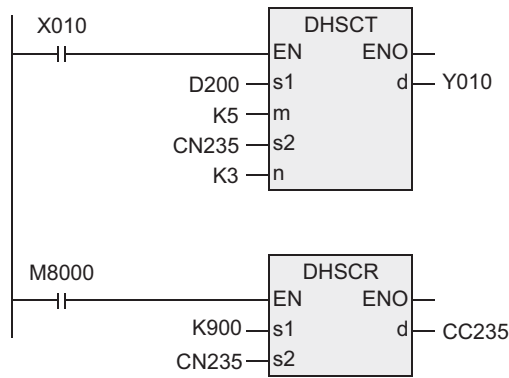 X010 DHSCT
EN ENO
D200 s1 d Y010
K5 m
CN235 s2
K3 n
M8000 DHSCR
EN ENO
K900 s1 d CC235
CN235 s2